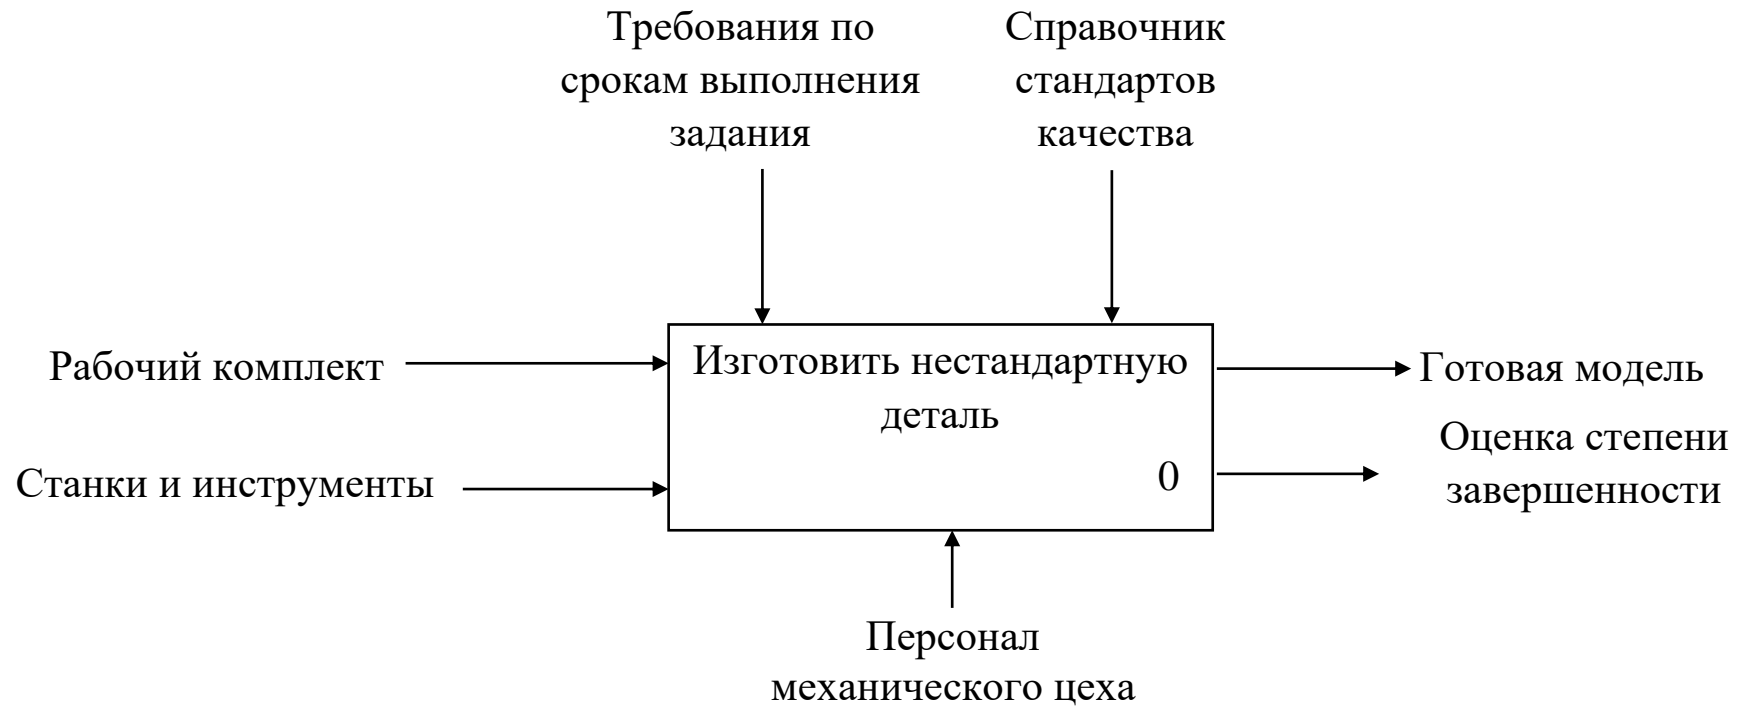 Требования по
срокам выполнения
задания
Справочник
стандартов
качества
Рабочий комплект
Станки и инструменты
Изготовить нестандартную
деталь
0
Готовая модель
Оценка степени
завершенности
Персонал
механического цеха